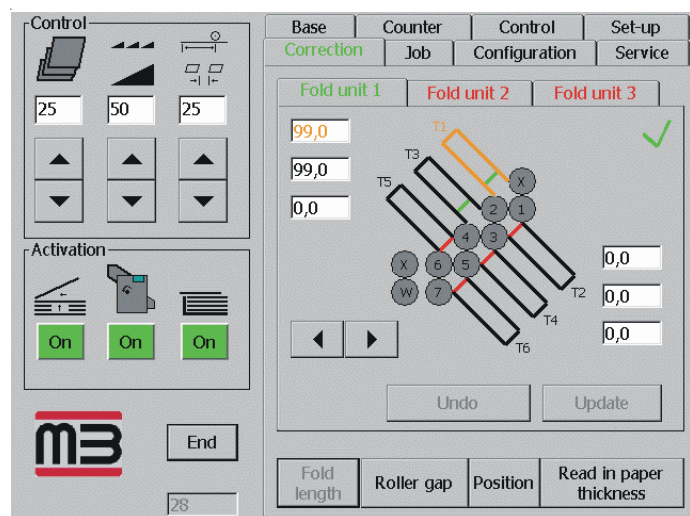 Control
25 50 25
Activation
On On On
M3
End
28
Base Counter Control Set-up
Correction Job Configuration Service
Fold unit 1 Fold unit 2 Fold unit 3
99,0
99,0
0,0
T1
T3
T5
X
2 1
4 3
X 6 5
W 7
T2
T4
T6
0,0
0,0
0,0
Undo Update
Fold
length
Roller gap
Position
Read in paper
thickness